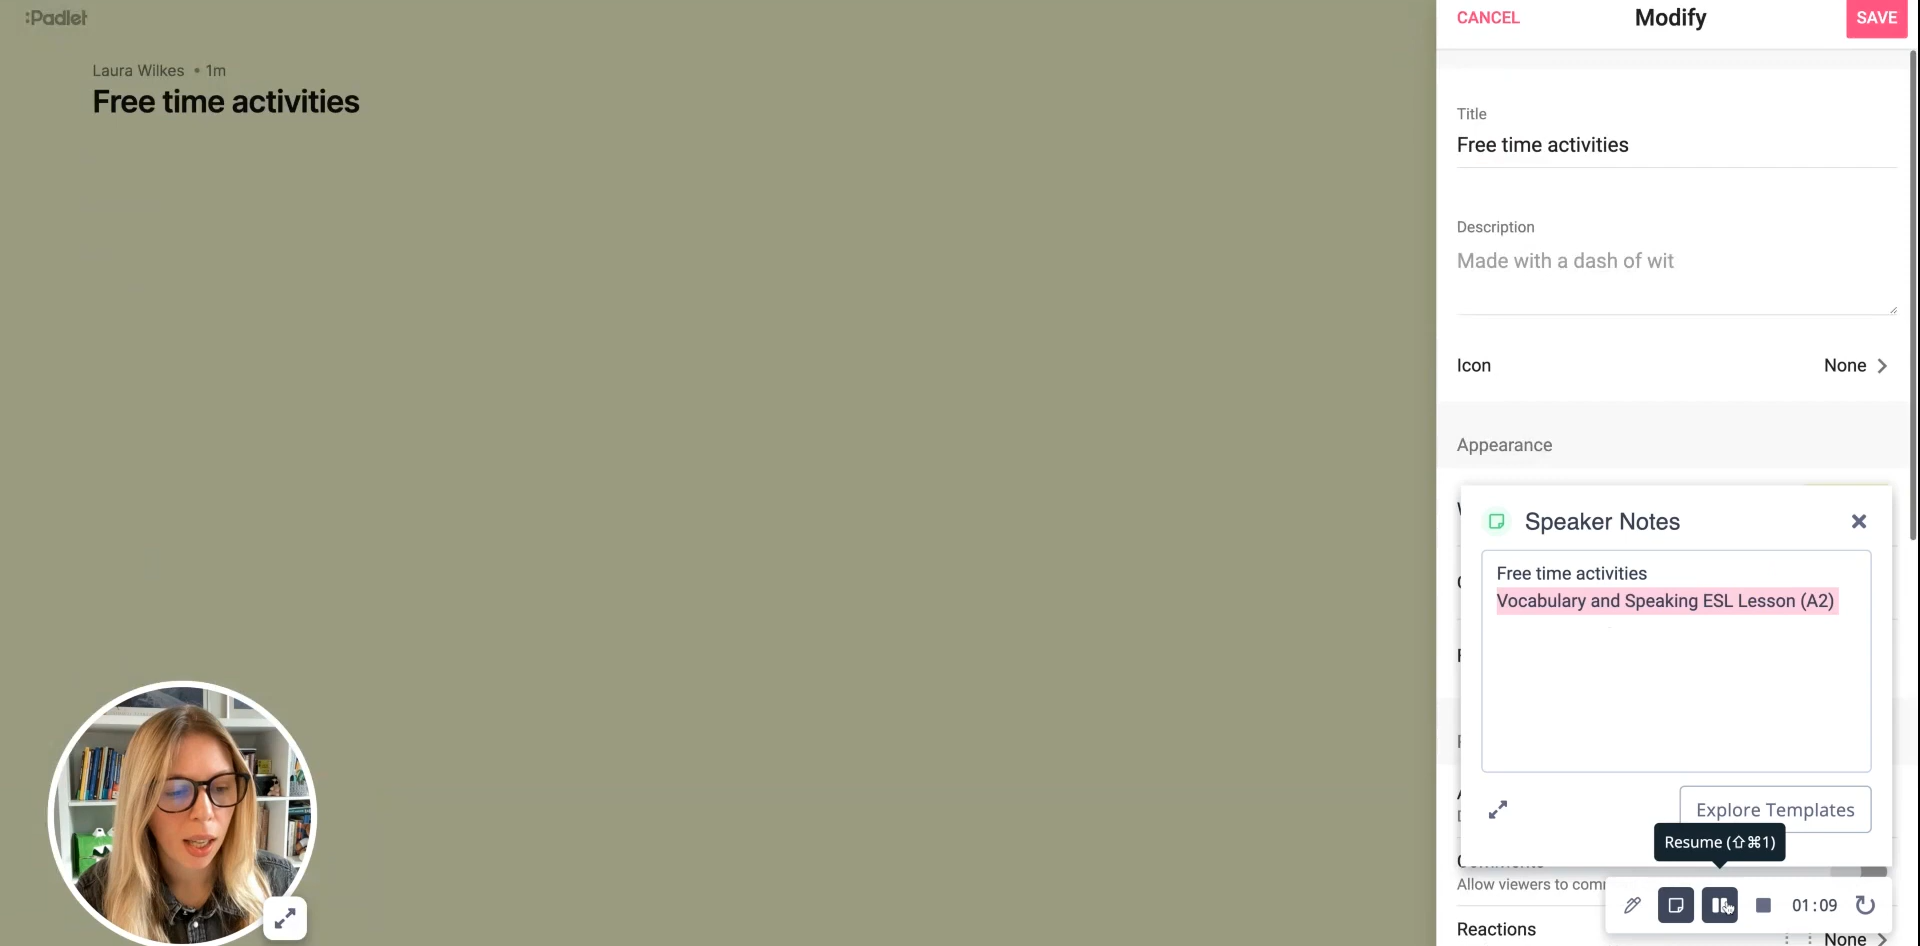 :Padlet
Laura Wilkes • 1m
Free time activities
CANCEL
Modify
SAVE
Title
Free time activities
Description
Made with a dash of wit
Icon
None
Appearance
Speaker Notes
Free time activities
Vocabulary and Speaking ESL Lesson (A2)
Explore Templates
Resume (⇧⌘1)
Allow viewers to
01:09
Reactions
None